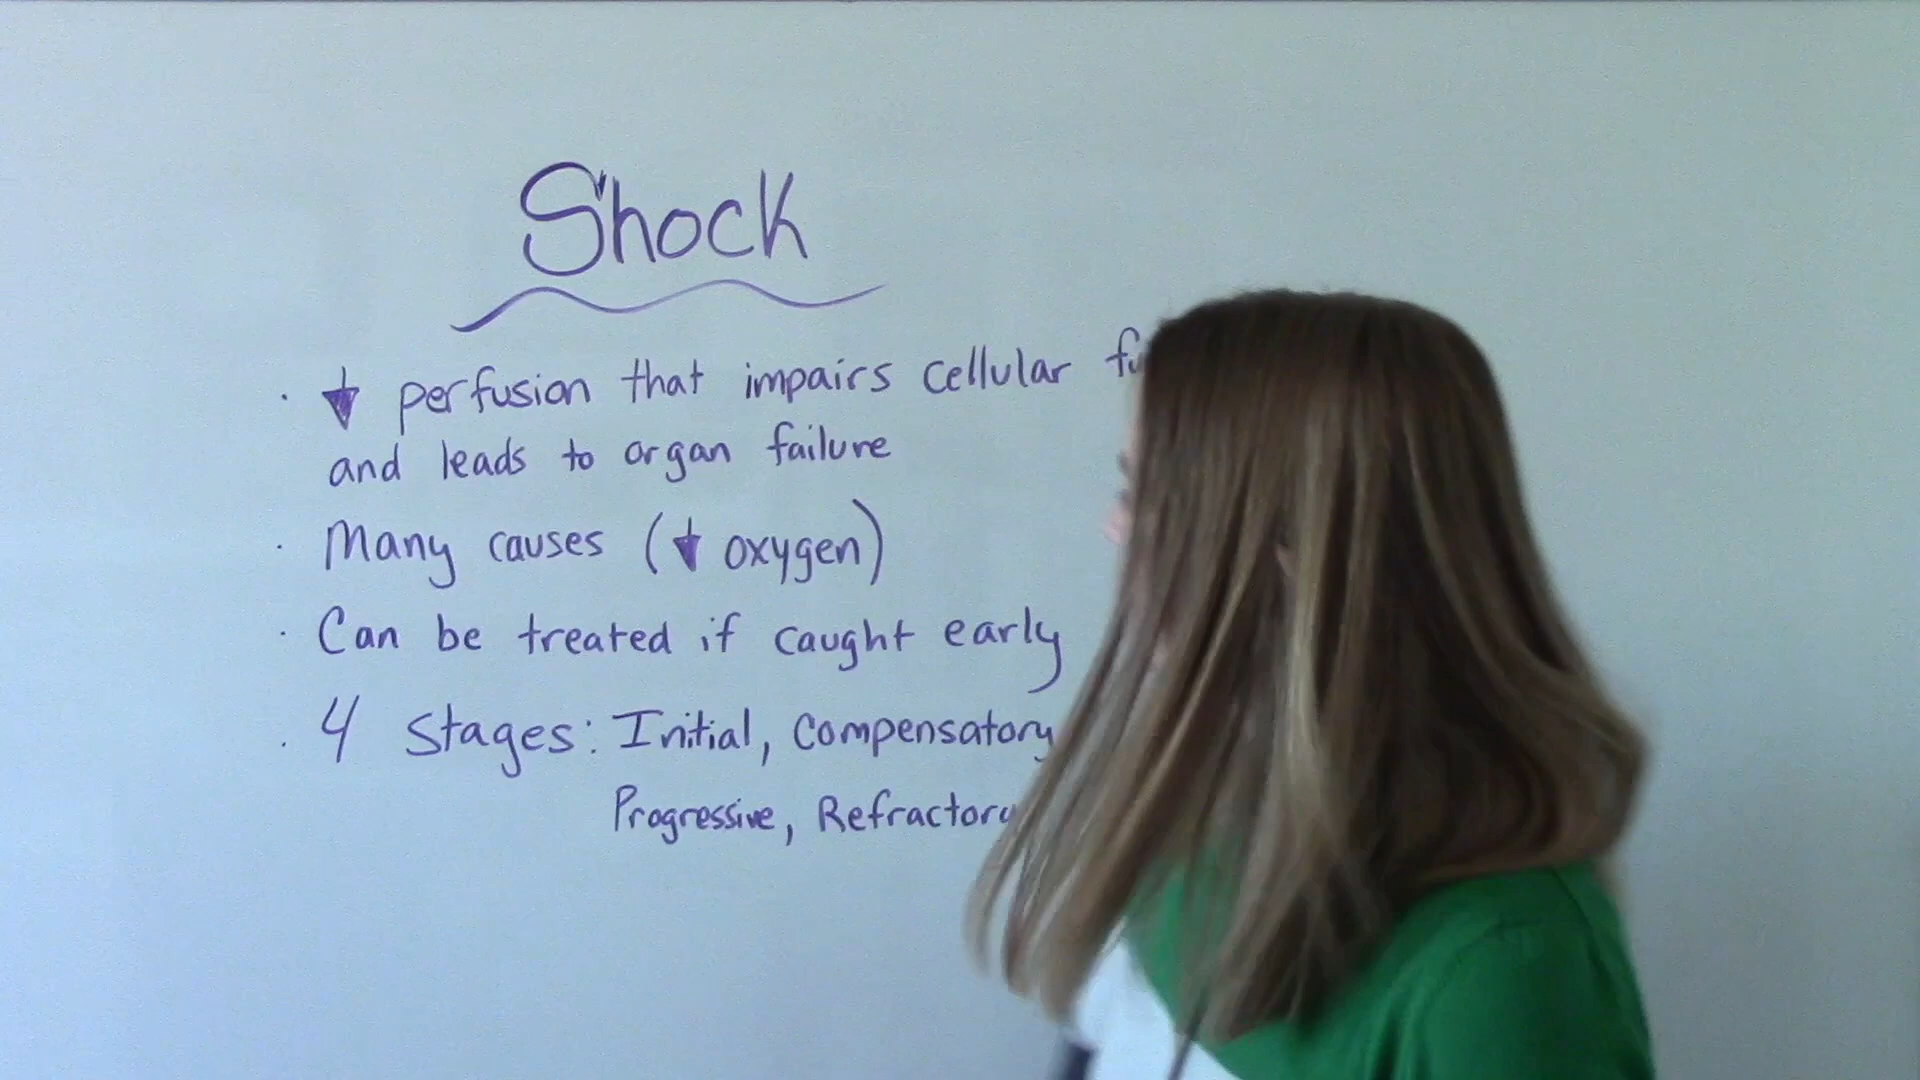 Shock
· ↓ perfusion that impairs cellular
and leads to organ failure
· Many causes (↓ oxygen)
· Can be treated if caught early
· 4 stages: Initial, Compensatory
Progressive, Refractory